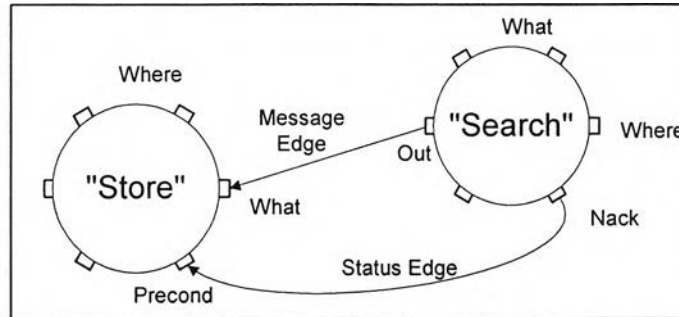 What
Where
Message
Edge
"Search"
Where
Out
"Store"
What
Nack
Status Edge
Precond